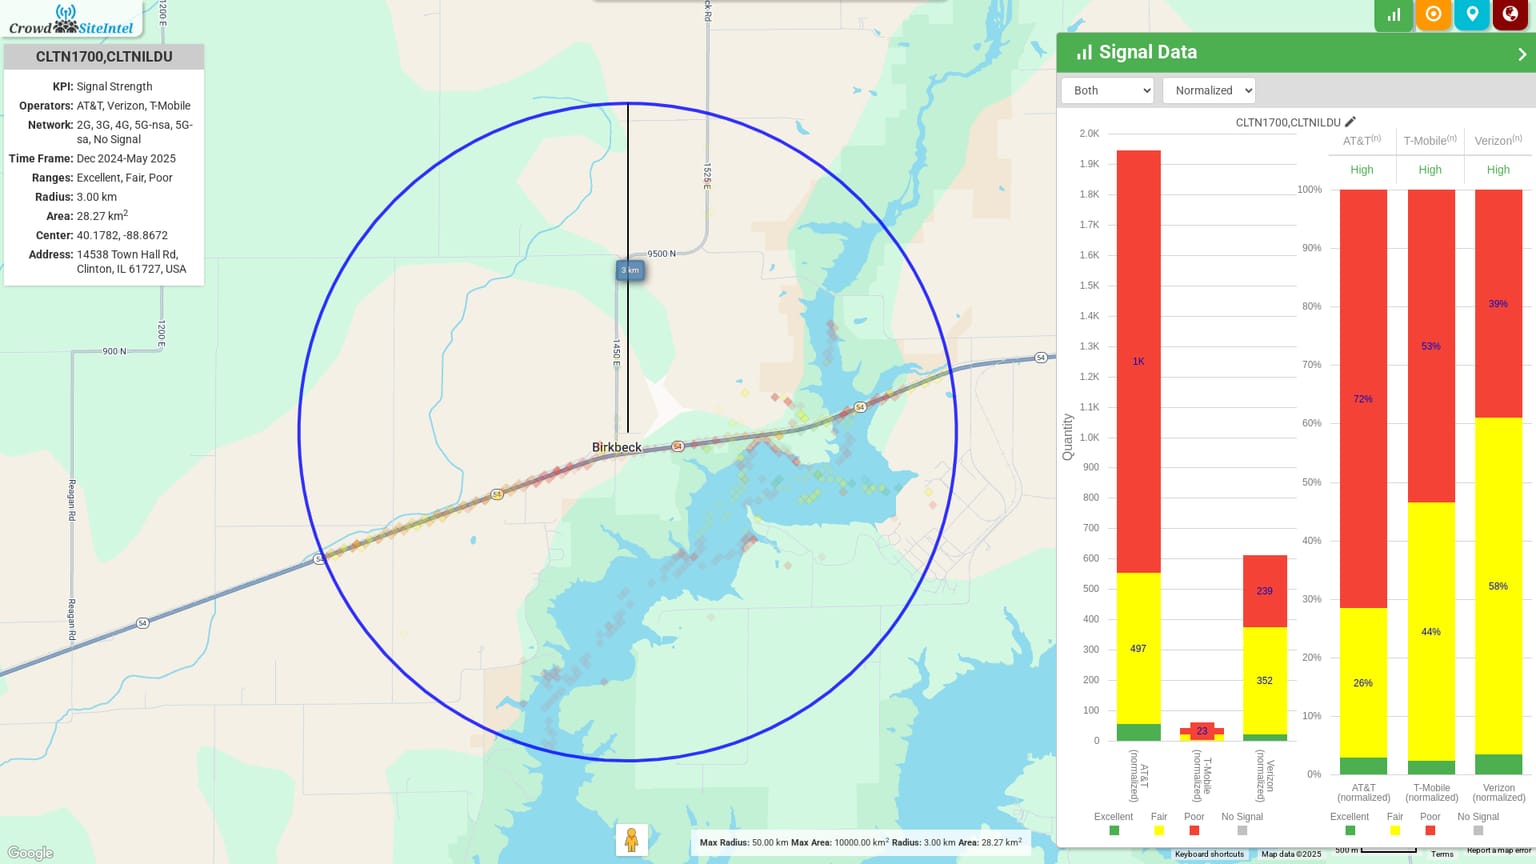 CrowdSiteIntel
CLTN1700,CLTNILDU
KPI: Signal Strength
Operators: AT&T, Verizon, T-Mobile
Network: 2G, 3G, 4G, 5G-nsa, 5G-
sa, No Signal
Time Frame: Dec 2024-May 2025
Ranges: Excellent, Fair, Poor
Radius: 3.00 km
Area: 28.27 km²
Center: 40.1782, -88.8672
Address: 14538 Town Hall Rd,
Clinton, IL 61727, USA
1200 E
1200 E
900 N
Reagan Rd
Reagan Rd
ck Rd
1525 E
9500 N
3 km
1450 E
Birkbeck
54
54
54
54
54
54
Google
Max Radius: 50.00 km Max Area: 10000.00 km² Radius: 3.00 km Area: 28.27 km²
Signal Data
Both
Normalized
CLTN1700,CLTNILDU
2.0K
1.9K
1.8K
1.7K
1.6K
1.5K
1.4K
1.3K
1.2K
1.1K
1.0K
900
800
700
600
500
400
300
200
100
0
Quantity
1K
497
23
239
352
AT&T
(normalized)
T-Mobile
(normalized)
Verizon
(normalized)
Excellent Fair Poor No Signal
AT&T(n) T-Mobile(n) Verizon(n)
High High High
100%
90%
80%
70%
60%
50%
40%
30%
20%
10%
0%
72%
26%
53%
44%
39%
58%
AT&T
(normalized)
T-Mobile
(normalized)
Verizon
(normalized)
Excellent Fair Poor No Signal
Keyboard shortcuts Map data ©2025 500 m Terms Report a map error